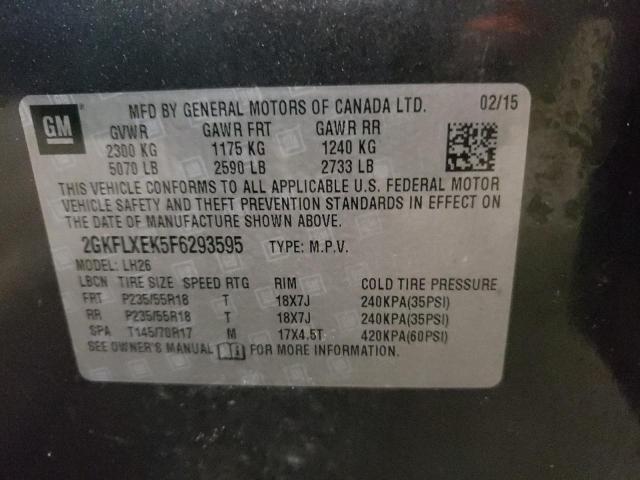 GM
MFD BY GENERAL MOTORS OF CANADA LTD. 02/15
GVWR GAWR FRT GAWR RR
2300 KG 1175 KG 1240 KG
5070 LB 2590 LB 2733 LB
THIS VEHICLE CONFORMS TO ALL APPLICABLE U.S. FEDERAL MOTOR
VEHICLE SAFETY AND THEFT PREVENTION STANDARDS IN EFFECT ON
THE DATE OF MANUFACTURE SHOWN ABOVE.
2GKFLXEK5F6293595 TYPE: M.P.V.
MODEL: LH26
LBCN TIRE SIZE SPEED RTG RIM COLD TIRE PRESSURE
FRT P235/55R18 T 18X7J 240KPA(35PSI)
RR P235/55R18 T 18X7J 240KPA(35PSI)
SPA T145/70R17 M 17X4.5T 420KPA(60PSI)
SEE OWNER'S MANUAL FOR MORE INFORMATION.